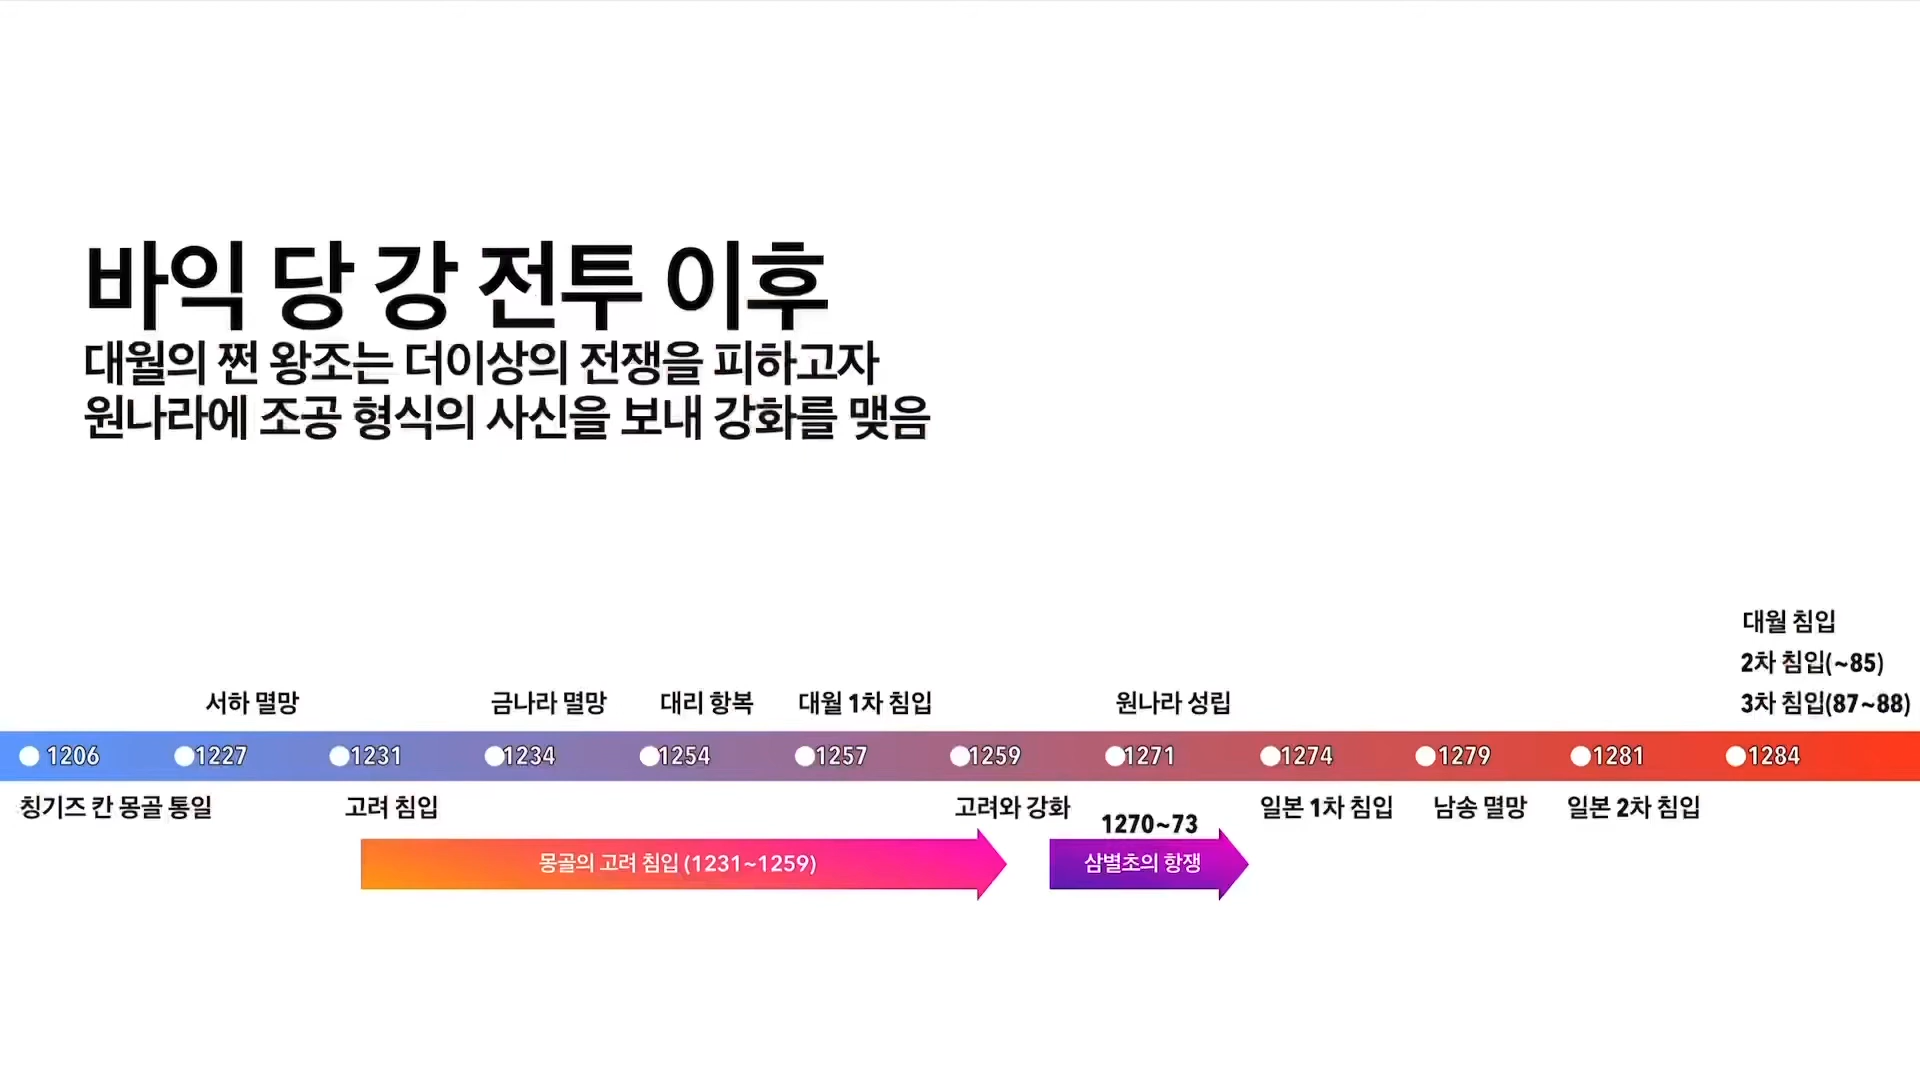 바익 당 강 전투 이후
대월의 쩐 왕조는 더이상의 전쟁을 피하고자
원나라에 조공 형식의 사신을 보내 강화를 맺음
대월 침입
2차 침입(~85)
3차 침입(87~88)
서하 멸망
금나라 멸망
대리 항복
대월 1차 침입
원나라 성립
1206
1227
1231
1234
1254
1257
1259
1271
1274
1279
1281
1284
칭기즈 칸 몽골 통일
고려 침입
고려와 강화
1270~73
일본 1차 침입
남송 멸망
일본 2차 침입
몽골의 고려 침입 (1231~1259)
삼별초의 항쟁